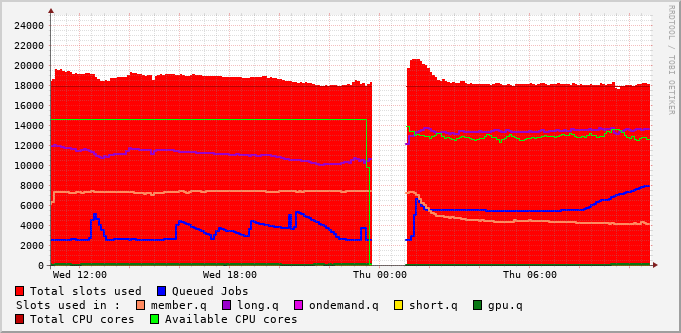 24000
22000
20000
18000
16000
14000
12000
10000
8000
6000
4000
2000
0
Wed 12:00 Wed 18:00 Thu 00:00 Thu 06:00
RRDTOOL / TOBI OETIKER
Total slots used Queued Jobs
Slots used in : member.q long.q ondemand.q short.q gpu.q
Total CPU cores Available CPU cores